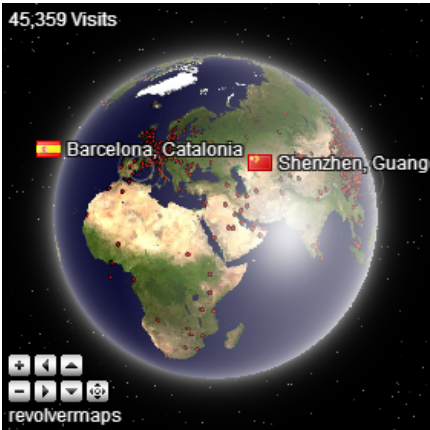 45,359 Visits
Barcelona, Catalonia
Shenzhen, Guang
revolvermaps